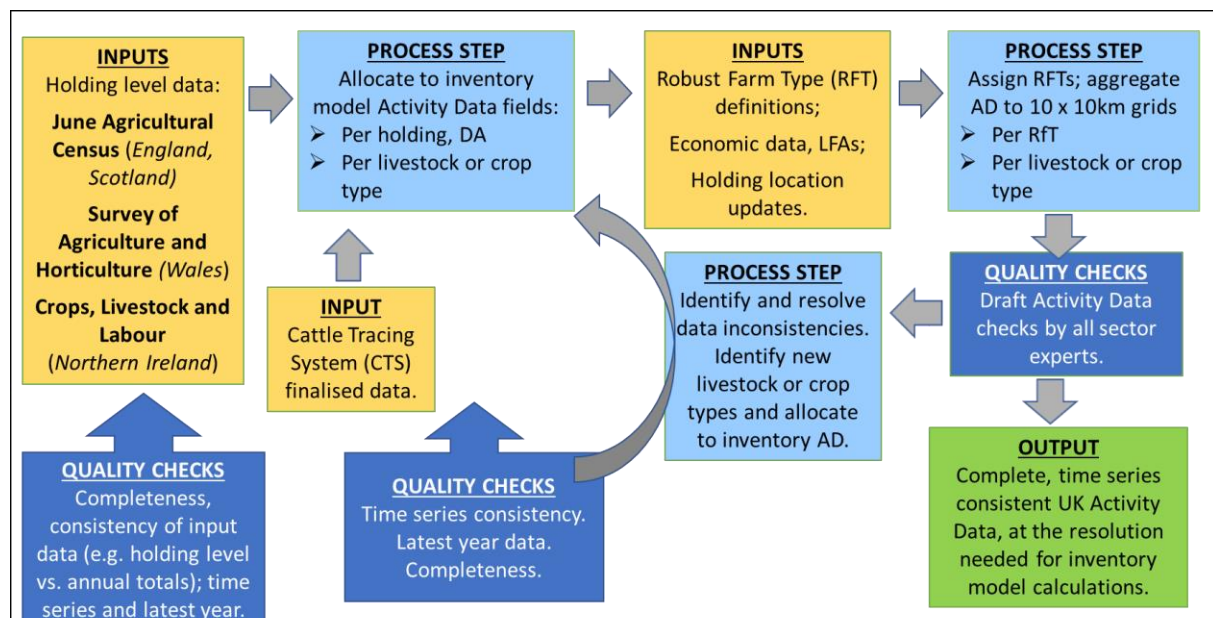 INPUTS
Holding level data:
June Agricultural
Census (England,
Scotland)
Survey of
Agriculture and
Horticulture (Wales)
Crops, Livestock and
Labour
(Northern Ireland)
PROCESS STEP
Allocate to inventory
model Activity Data fields:
➢ Per holding, DA
➢ Per livestock or crop
type
INPUTS
Robust Farm Type (RFT)
definitions;
Economic data, LFAs;
Holding location
updates.
PROCESS STEP
Assign RFTs; aggregate
AD to 10 x 10km grids
➢ Per RfT
➢ Per livestock or crop
type
INPUT
Cattle Tracing
System (CTS)
finalised data.
PROCESS STEP
Identify and resolve
data inconsistencies.
Identify new
livestock or crop
types and allocate
to inventory AD.
QUALITY CHECKS
Draft Activity Data
checks by all sector
experts.
QUALITY CHECKS
Completeness,
consistency of input
data (e.g. holding level
vs. annual totals); time
series and latest year.
QUALITY CHECKS
Time series consistency.
Latest year data.
Completeness.
OUTPUT
Complete, time series
consistent UK Activity
Data, at the resolution
needed for inventory
model calculations.